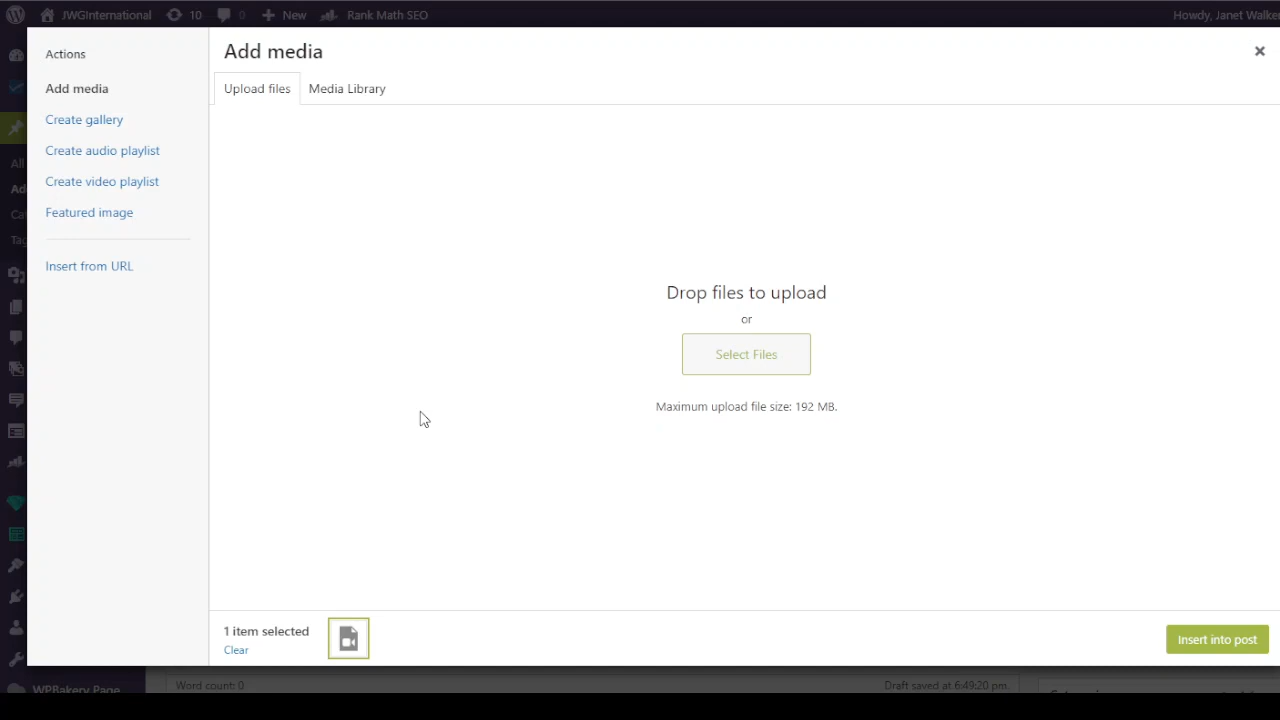 JWGInternational 10 0 New Rank Math SEO Howdy, Janet Walker
Actions
Add media
Create gallery
Create audio playlist
Create video playlist
Featured image
Insert from URL
Add media
Upload files Media Library
Drop files to upload
or
Select Files
Maximum upload file size: 192 MB.
1 item selected
Clear
Insert into post
All
WPBakery Page
Word count: 0
Draft saved at 6:49:20 pm.